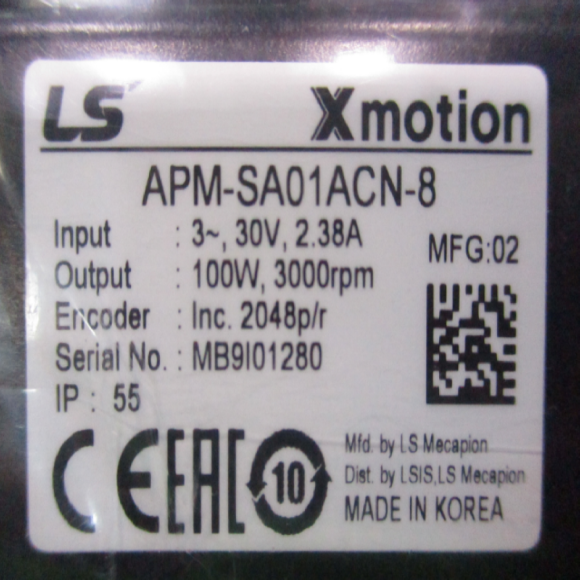 LS
Xmotion
APM-SA01ACN-8
Input : 3~, 30V, 2.38A
Output : 100W, 3000rpm
MFG:02
Encoder : Inc. 2048p/r
Serial No. : MB9I01280
IP : 55
CE EAC 10
Mfd. by LS Mecapion
Dist. by LSIS,LS Mecapion
MADE IN KOREA